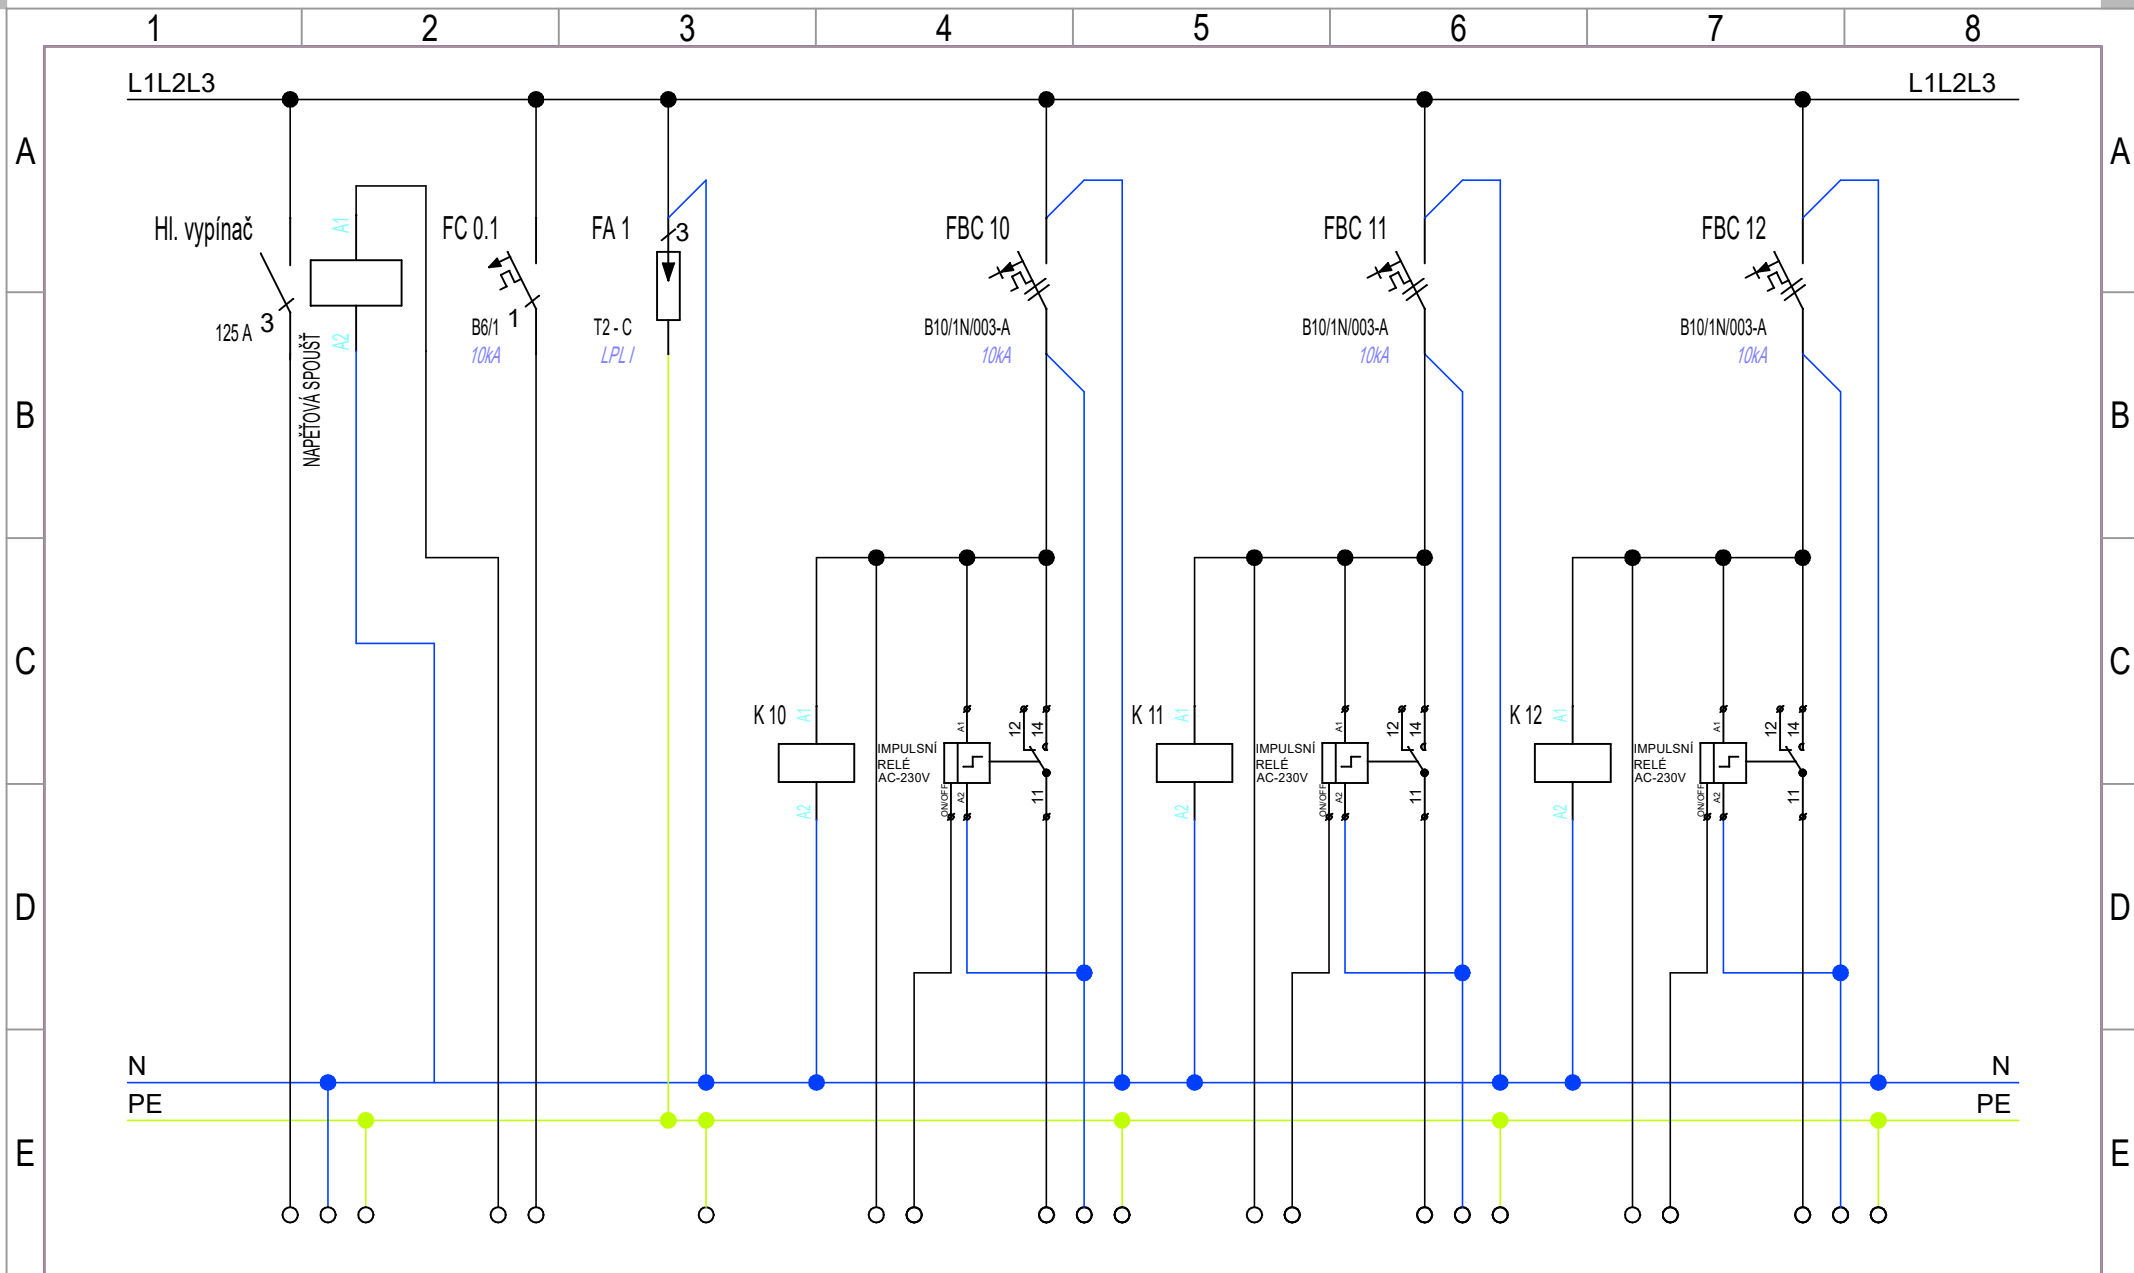 1 2 3 4 5 6 7 8
L1L2L3 L1L2L3
A A
Hl. vypínač
125 A 3
A1
A2
NAPĚŤOVÁ SPOUŠŤ
FC 0.1
B6/1 1
10kA
FA 1
3
T2 - C
LPL I
FBC 10
B10/1N/003-A
10kA
FBC 11
B10/1N/003-A
10kA
FBC 12
B10/1N/003-A
10kA
B B
C C
K 10
A1
A2
IMPULSNÍ
RELÉ
AC-230V
A1
A2
ON/OFF
12
14
11
K 11
A1
A2
IMPULSNÍ
RELÉ
AC-230V
A1
A2
ON/OFF
12
14
11
K 12
A1
A2
IMPULSNÍ
RELÉ
AC-230V
A1
A2
ON/OFF
12
14
11
D D
N N
PE PE
E E